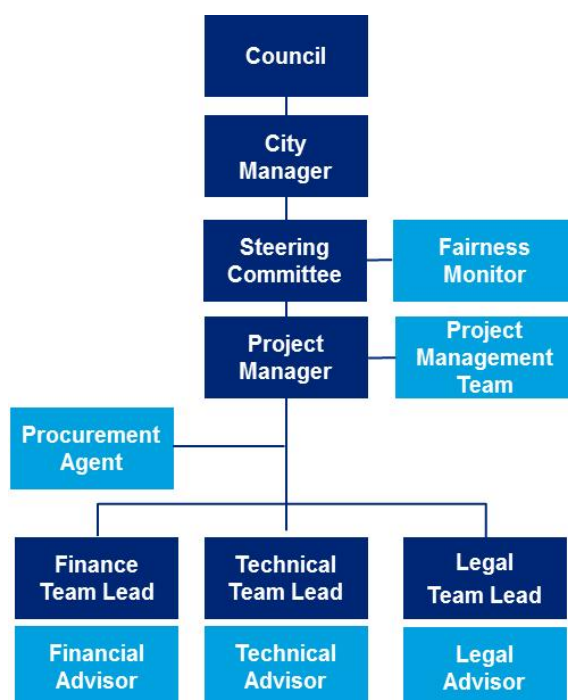 Council
City
Manager
Steering
Committee
Fairness
Monitor
Project
Manager
Project
Management
Team
Procurement
Agent
Finance
Team Lead
Technical
Team Lead
Legal
Team Lead
Financial
Advisor
Technical
Advisor
Legal
Advisor